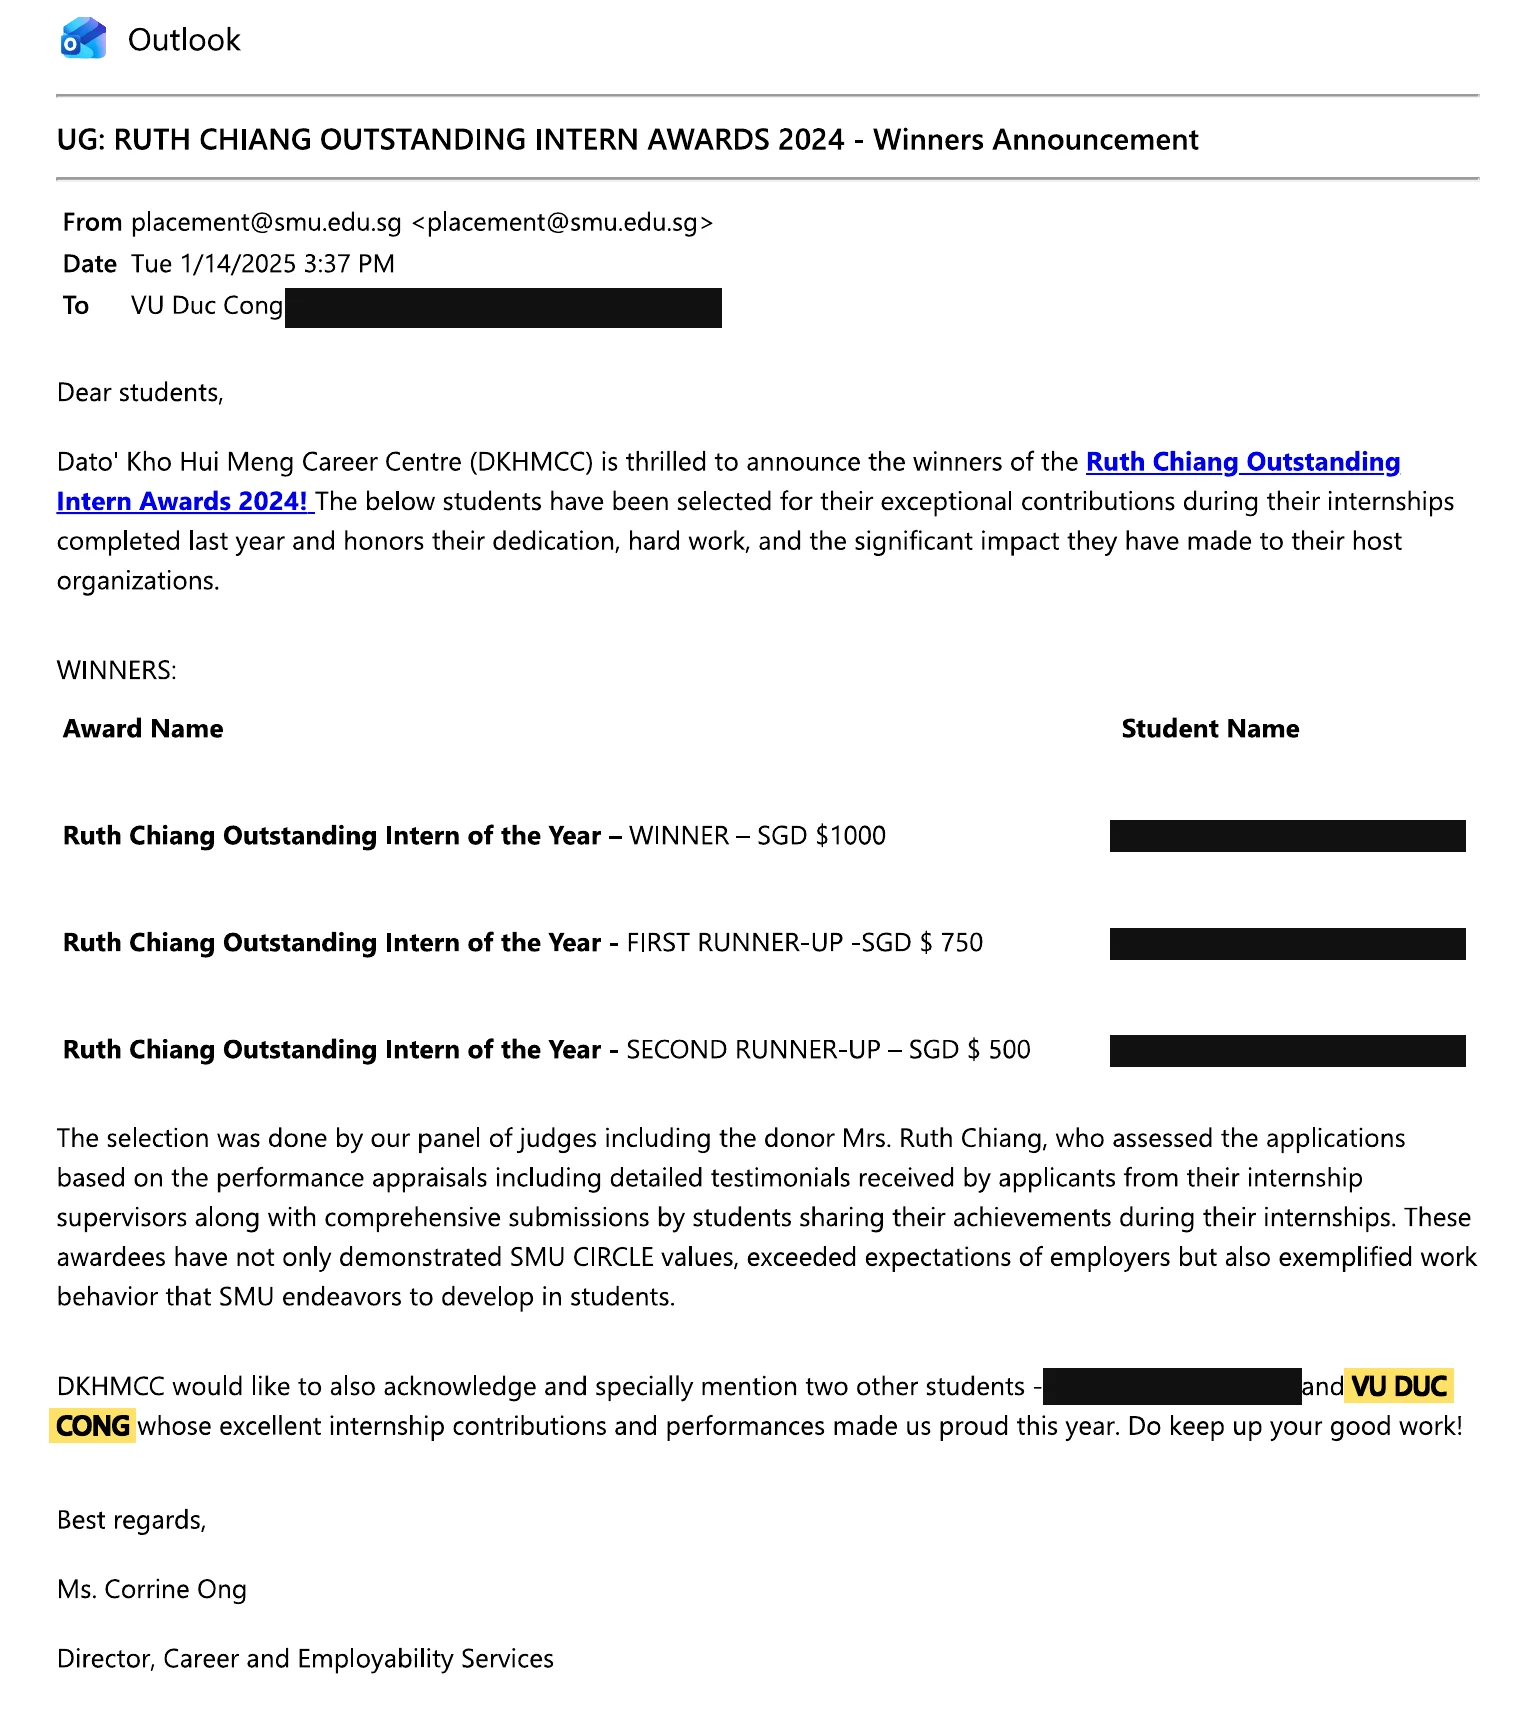 Outlook
UG: RUTH CHIANG OUTSTANDING INTERN AWARDS 2024 - Winners Announcement
From placement@smu.edu.sg <placement@smu.edu.sg>
Date Tue 1/14/2025 3:37 PM
To VU Duc Cong
Dear students,
Dato' Kho Hui Meng Career Centre (DKHMCC) is thrilled to announce the winners of the Ruth Chiang Outstanding
Intern Awards 2024! The below students have been selected for their exceptional contributions during their internships
completed last year and honors their dedication, hard work, and the significant impact they have made to their host
organizations.
WINNERS:
Award Name Student Name
Ruth Chiang Outstanding Intern of the Year – WINNER – SGD $1000
Ruth Chiang Outstanding Intern of the Year - FIRST RUNNER-UP -SGD $ 750
Ruth Chiang Outstanding Intern of the Year - SECOND RUNNER-UP – SGD $ 500
The selection was done by our panel of judges including the donor Mrs. Ruth Chiang, who assessed the applications
based on the performance appraisals including detailed testimonials received by applicants from their internship
supervisors along with comprehensive submissions by students sharing their achievements during their internships. These
awardees have not only demonstrated SMU CIRCLE values, exceeded expectations of employers but also exemplified work
behavior that SMU endeavors to develop in students.
DKHMCC would like to also acknowledge and specially mention two other students - and VU DUC
CONG whose excellent internship contributions and performances made us proud this year. Do keep up your good work!
Best regards,
Ms. Corrine Ong
Director, Career and Employability Services